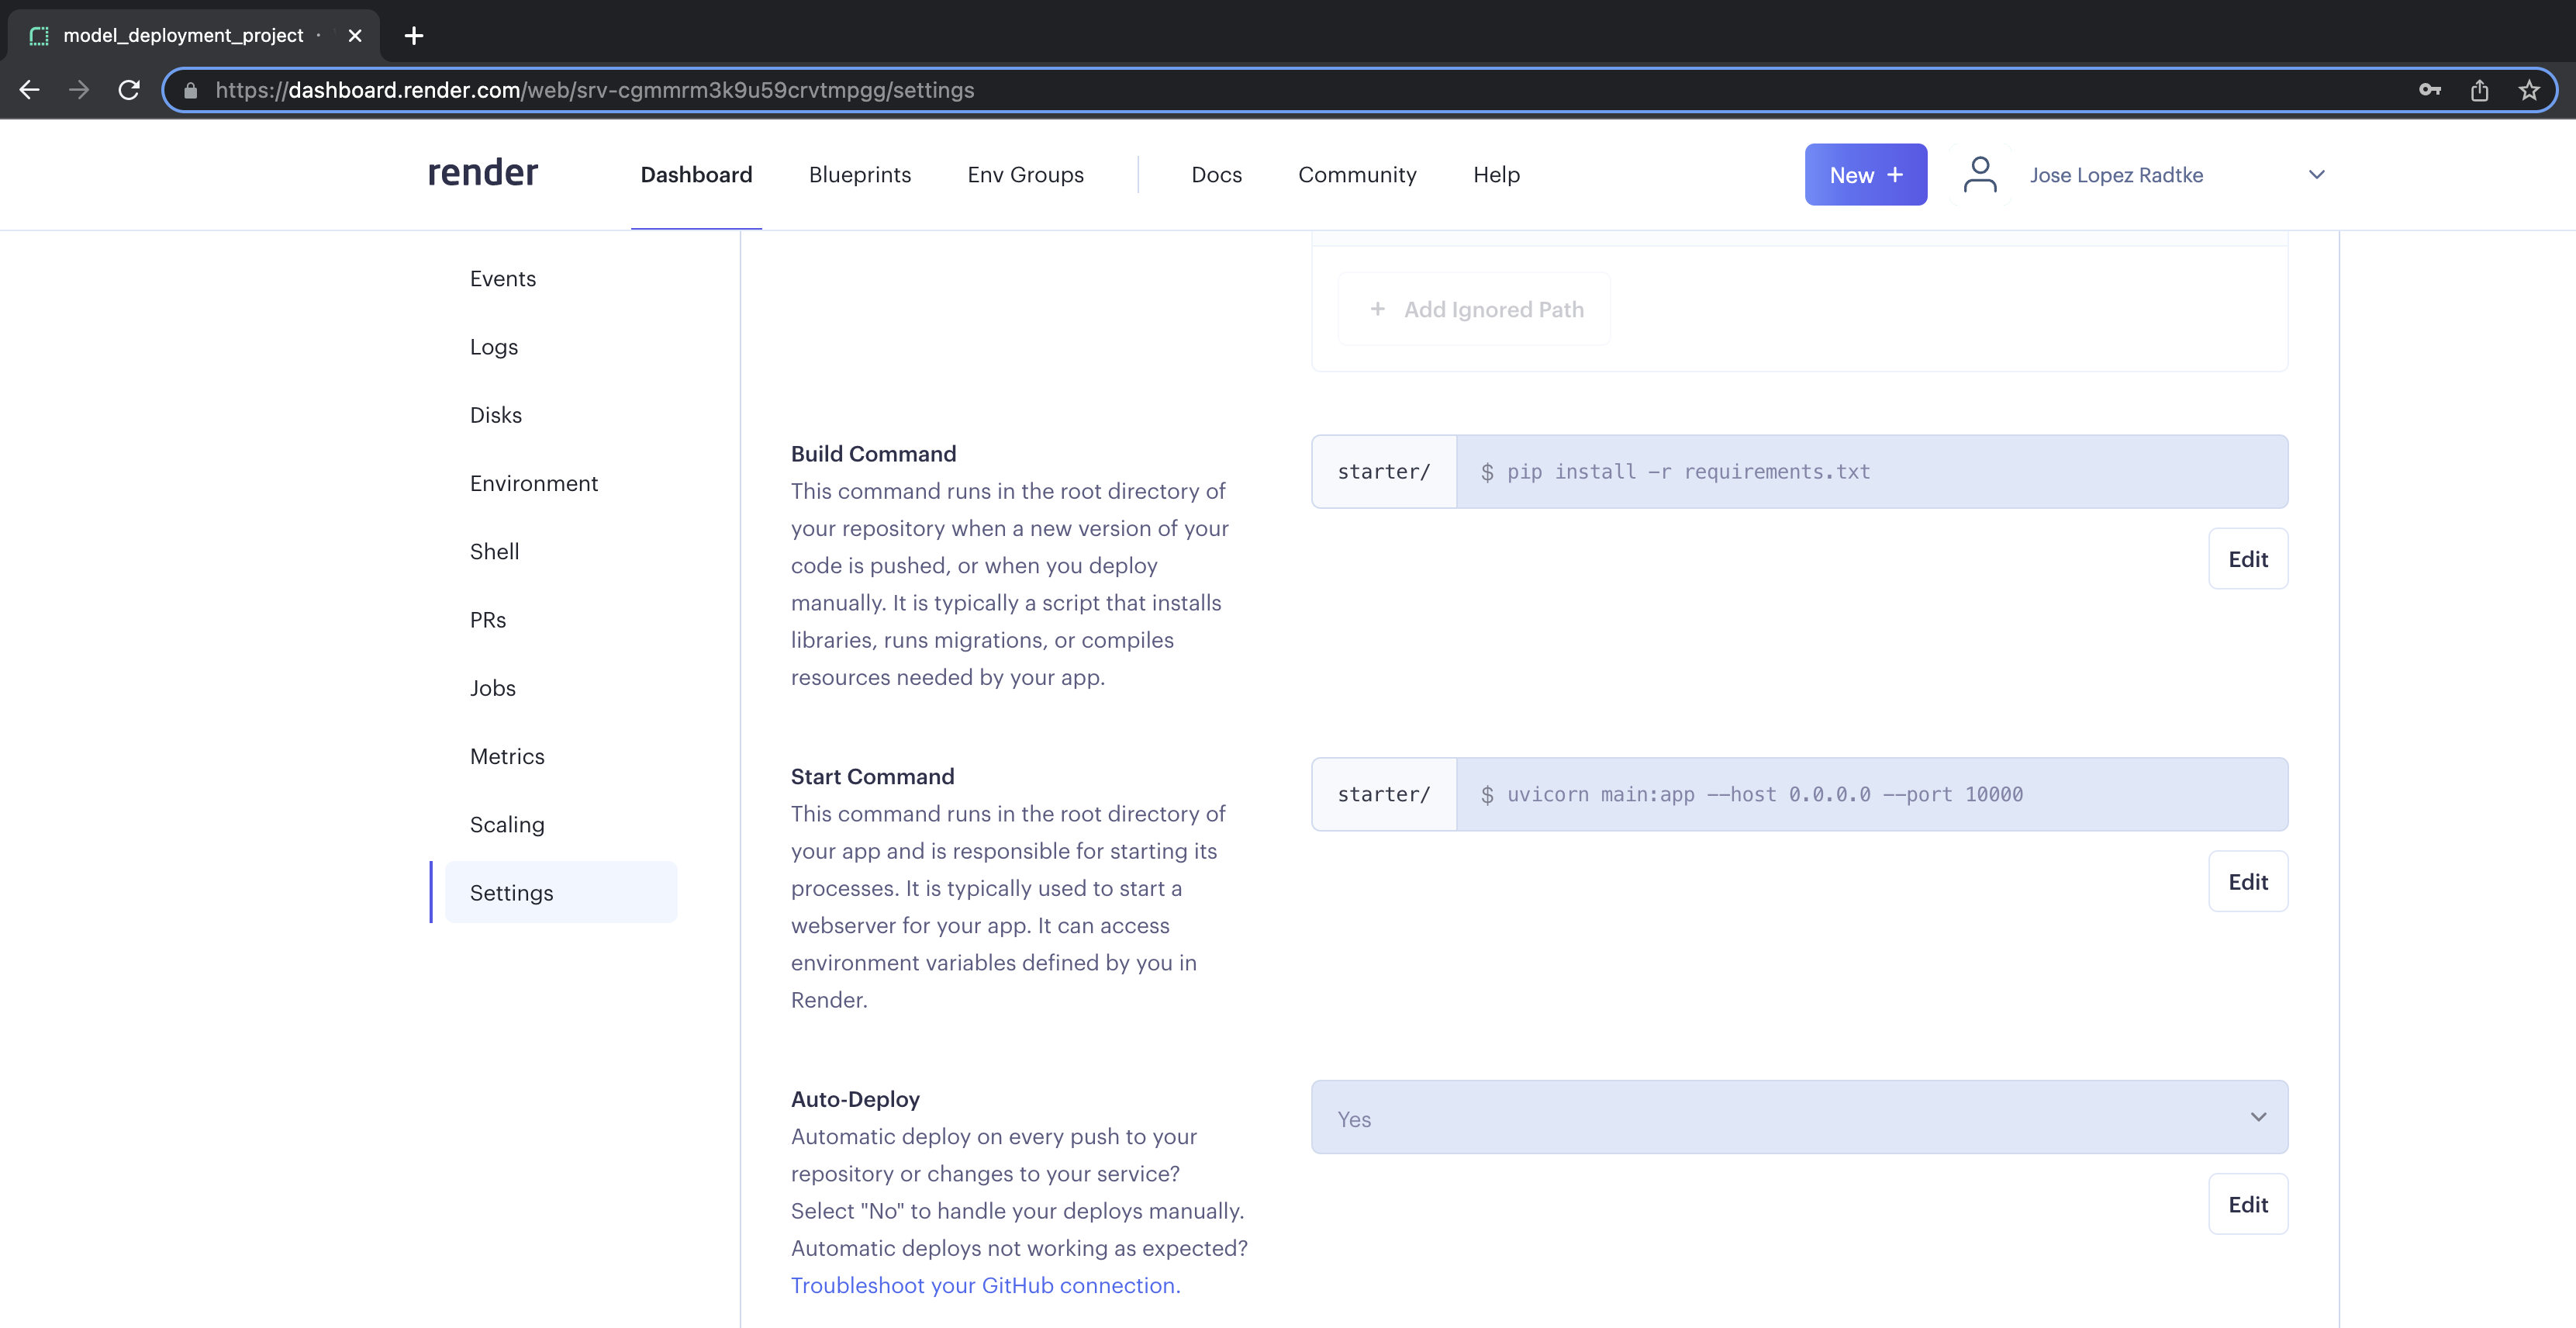 model_deployment_project ·
https://dashboard.render.com/web/srv-cgmmrm3k9u59crvtmpgg/settings
render
Dashboard
Blueprints
Env Groups
Docs
Community
Help
New +
Jose Lopez Radtke
Events
Logs
Disks
Environment
Shell
PRs
Jobs
Metrics
Scaling
Settings
+ Add Ignored Path
Build Command
This command runs in the root directory of
your repository when a new version of your
code is pushed, or when you deploy
manually. It is typically a script that installs
libraries, runs migrations, or compiles
resources needed by your app.
starter/ $ pip install -r requirements.txt
Edit
Start Command
This command runs in the root directory of
your app and is responsible for starting its
processes. It is typically used to start a
webserver for your app. It can access
environment variables defined by you in
Render.
starter/ $ uvicorn main:app --host 0.0.0.0 --port 10000
Edit
Auto-Deploy
Automatic deploy on every push to your
repository or changes to your service?
Select "No" to handle your deploys manually.
Automatic deploys not working as expected?
Troubleshoot your GitHub connection.
Yes
Edit